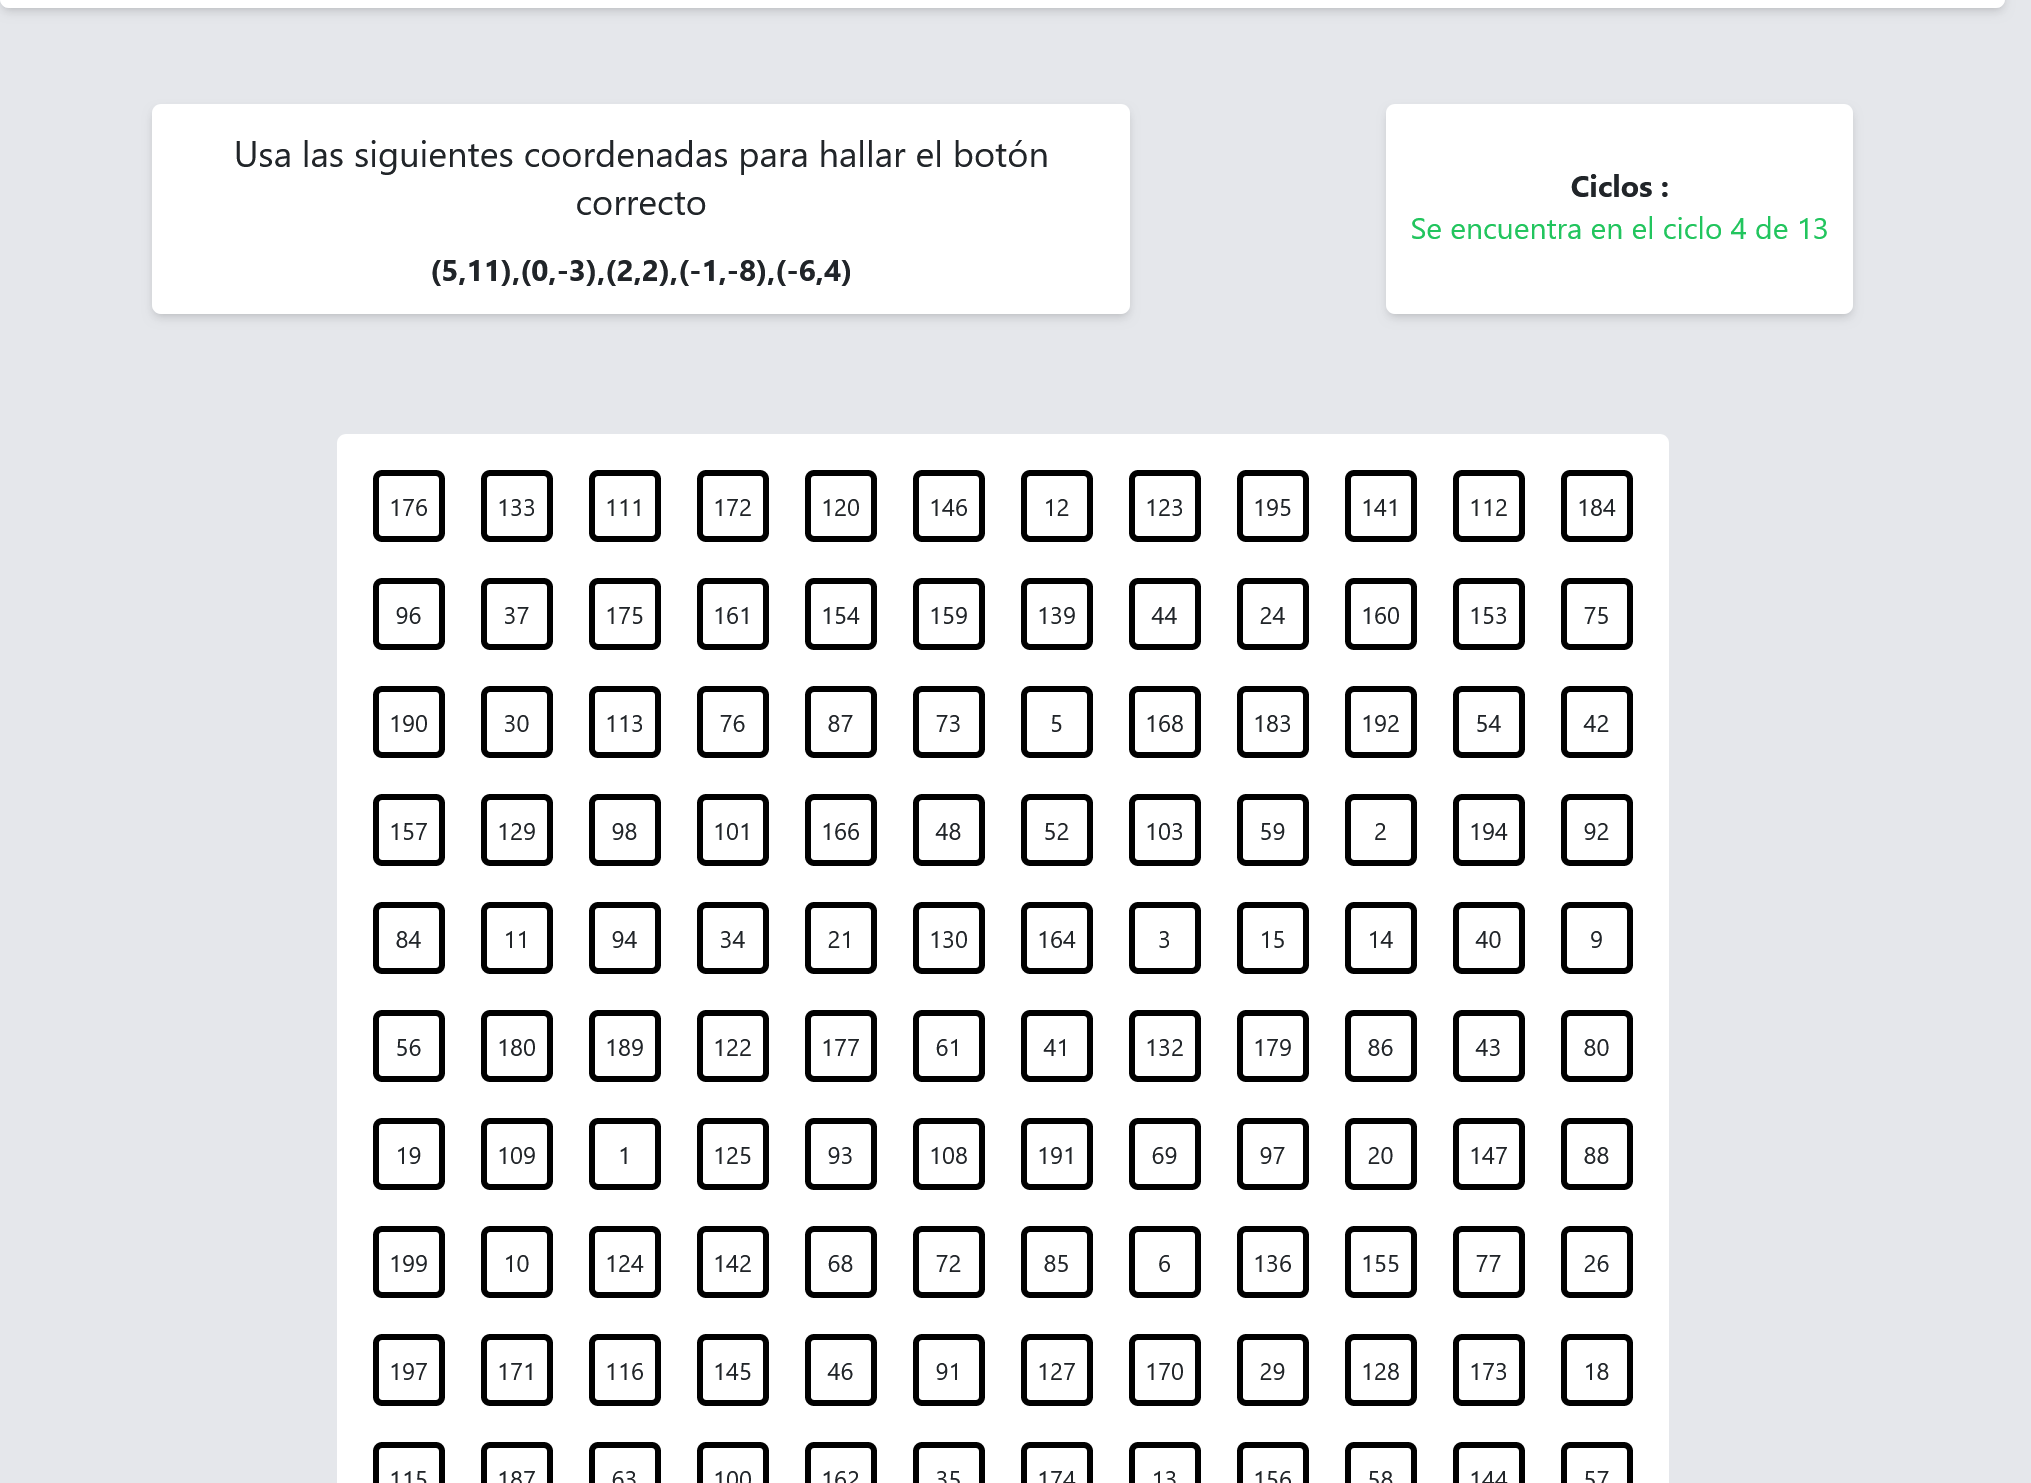 Usa las siguientes coordenadas para hallar el botón
correcto
(5,11),(0,-3),(2,2),(-1,-8),(-6,4)
Ciclos :
Se encuentra en el ciclo 4 de 13
176 133 111 172 120 146 12 123 195 141 112 184
96 37 175 161 154 159 139 44 24 160 153 75
190 30 113 76 87 73 5 168 183 192 54 42
157 129 98 101 166 48 52 103 59 2 194 92
84 11 94 34 21 130 164 3 15 14 40 9
56 180 189 122 177 61 41 132 179 86 43 80
19 109 1 125 93 108 191 69 97 20 147 88
199 10 124 142 68 72 85 6 136 155 77 26
197 171 116 145 46 91 127 170 29 128 173 18
115 187 63 100 162 35 174 13 156 58 144 57